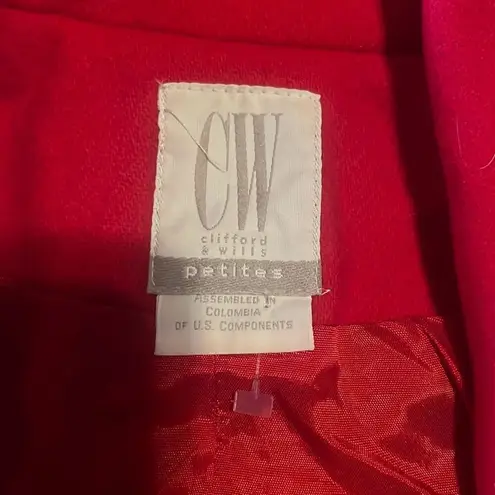 CW
clifford
& wills
petites
ASSEMBLED IN
COLOMBIA
OF U.S. COMPONENTS